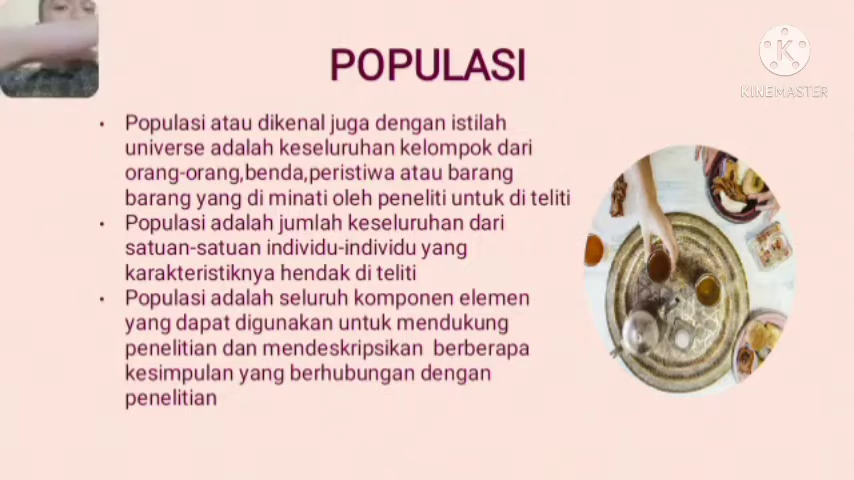 POPULASI
KINEMASTER
• Populasi atau dikenal juga dengan istilah
universe adalah keseluruhan kelompok dari
orang-orang,benda,peristiwa atau barang
barang yang di minati oleh peneliti untuk di teliti
• Populasi adalah jumlah keseluruhan dari
satuan-satuan individu-individu yang
karakteristiknya hendak di teliti
• Populasi adalah seluruh komponen elemen
yang dapat digunakan untuk mendukung
penelitian dan mendeskripsikan berberapa
kesimpulan yang berhubungan dengan
penelitian